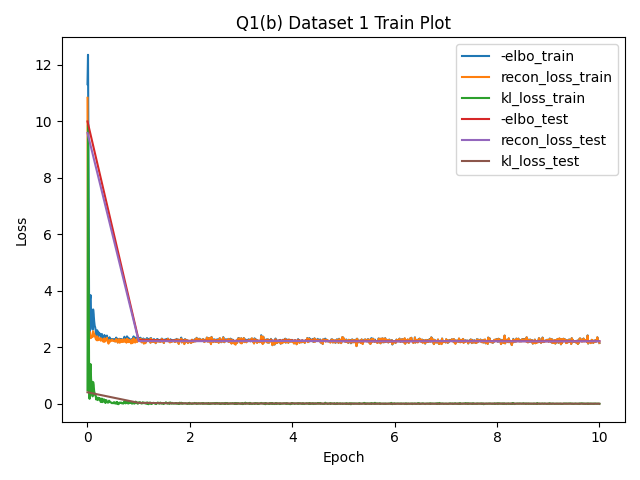 Q1(b) Dataset 1 Train Plot
-elbo_train
recon_loss_train
kl_loss_train
-elbo_test
recon_loss_test
kl_loss_test
Loss
12
10
8
6
4
2
0
0 2 4 6 8 10
Epoch